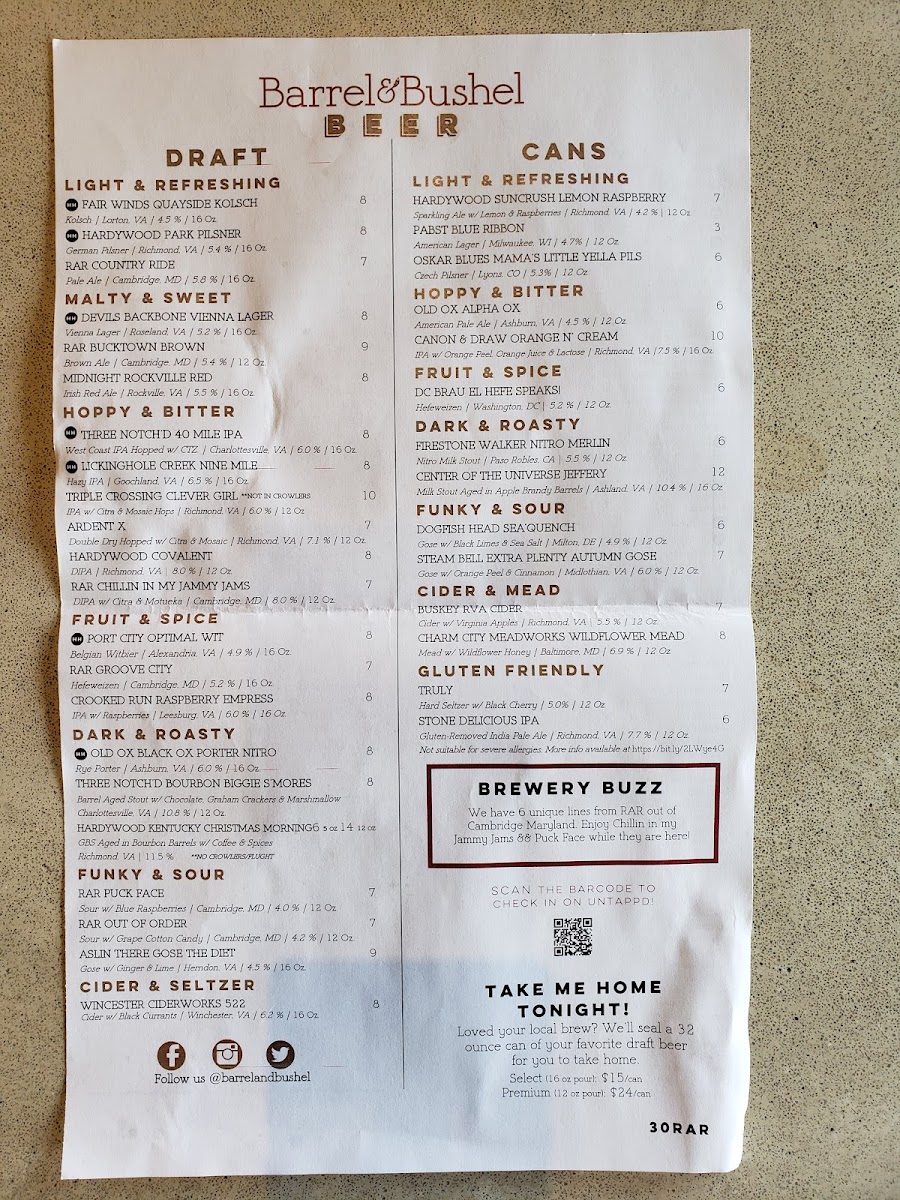 Barrel&Bushel
BEER
DRAFT
LIGHT & REFRESHING
HH FAIR WINDS QUAYSIDE KOLSCH 8
Kolsch | Lorton, VA | 4.5 % | 16 Oz.
HH HARDYWOOD PARK PILSNER 8
German Pilsner | Richmond, VA | 5.4 % | 16 Oz.
RAR COUNTRY RIDE 7
Pale Ale | Cambridge, MD | 5.8 % | 16 Oz.
MALTY & SWEET
HH DEVILS BACKBONE VIENNA LAGER 8
Vienna Lager | Roseland, VA | 5.2 % | 16 Oz.
RAR BUCKTOWN BROWN 9
Brown Ale | Cambridge, MD | 5.4 % | 12 Oz.
MIDNIGHT ROCKVILLE RED 8
Irish Red Ale | Rockville, VA | 5.5 % | 16 Oz.
HOPPY & BITTER
HH THREE NOTCH'D 40 MILE IPA 8
West Coast IPA Hopped w/ CTZ. | Charlottesville, VA | 6.0 % | 16 Oz.
HH LICKINGHOLE CREEK NINE MILE 8
Hazy IPA | Goochland, VA | 6.5 % | 16 Oz.
TRIPLE CROSSING CLEVER GIRL **NOT IN CROWLERS 10
IPA w/ Citra & Mosaic Hops | Richmond, VA | 6.0 % | 12 Oz.
ARDENT X 7
Double Dry Hopped w/ Citra & Mosaic | Richmond, VA | 7.1 % | 12 Oz.
HARDYWOOD COVALENT 8
DIPA | Richmond, VA | 8.0 % | 12 Oz.
RAR CHILLIN IN MY JAMMY JAMS 7
DIPA w/ Citra & Motueka | Cambridge, MD | 8.0 % | 12 Oz.
FRUIT & SPICE
HH PORT CITY OPTIMAL WIT 8
Belgian Witbier | Alexandria, VA | 4.9 % | 16 Oz.
RAR GROOVE CITY 7
Hefeweizen | Cambridge, MD | 5.2 % | 16 Oz.
CROOKED RUN RASPBERRY EMPRESS 8
IPA w/ Raspberries | Leesburg, VA | 6.0 % | 16 Oz.
DARK & ROASTY
HH OLD OX BLACK OX PORTER NITRO 8
Rye Porter | Ashburn, VA | 6.0 % | 16 Oz.
THREE NOTCH'D BOURBON BIGGIE S'MORES 8
Barrel Aged Stout w/ Chocolate, Graham Crackers & Marshmallow
Charlottesville, VA | 10.8 % | 12 Oz.
HARDYWOOD KENTUCKY CHRISTMAS MORNING 6 5 oz 14 12 oz
GBS Aged in Bourbon Barrels w/ Coffee & Spices
Richmond, VA | 11.5 % **NO CROWLERS/FLIGHT
FUNKY & SOUR
RAR PUCK FACE 7
Sour w/ Blue Raspberries | Cambridge, MD | 4.0 % | 12 Oz.
RAR OUT OF ORDER 7
Sour w/ Grape Cotton Candy | Cambridge, MD | 4.2 % | 12 Oz.
ASLIN THERE GOSE THE DIET 9
Gose w/ Ginger & Lime | Herndon, VA | 4.5 % | 16 Oz.
CIDER & SELTZER
WINCESTER CIDERWORKS 522 8
Cider w/ Black Currants | Winchester, VA | 6.2 % | 16 Oz.
Follow us @barrelandbushel
CANS
LIGHT & REFRESHING
HARDYWOOD SUNCRUSH LEMON RASPBERRY 7
Sparkling Ale w/ Lemon & Raspberries | Richmond, VA | 4.2% | 12 Oz.
PABST BLUE RIBBON 3
American Lager | Milwaukee, WI | 4.7% | 12 Oz.
OSKAR BLUES MAMA'S LITTLE YELLA PILS 6
Czech Pilsner | Lyons, CO | 5.3% | 12 Oz.
HOPPY & BITTER
OLD OX ALPHA OX 6
American Pale Ale | Ashburn, VA | 4.5 % | 12 Oz.
CANON & DRAW ORANGE N' CREAM 10
IPA w/ Orange Peel, Orange Juice & Lactose | Richmond, VA |7.5 % | 16 Oz.
FRUIT & SPICE
DC BRAU EL HEFE SPEAKS! 6
Hefeweizen | Washington, DC | 5.2 % | 12 Oz.
DARK & ROASTY
FIRESTONE WALKER NITRO MERLIN 6
Nitro Milk Stout | Paso Robles, CA | 5.5 % | 12 Oz.
CENTER OF THE UNIVERSE JEFFERY 12
Milk Stout Aged in Apple Brandy Barrels | Ashland, VA | 10.4 % | 16 Oz.
FUNKY & SOUR
DOGFISH HEAD SEA'QUENCH 6
Gose w/ Black Limes & Sea Salt | Milton, DE | 4.9 % | 12 Oz.
STEAM BELL EXTRA PLENTY AUTUMN GOSE 7
Gose w/ Orange Peel & Cinnamon | Midlothian, VA | 6.0 % | 12 Oz.
CIDER & MEAD
BUSKEY RVA CIDER 7
Cider w/ Virginia Apples | Richmond, VA | 5.5 % | 12 Oz.
CHARM CITY MEADWORKS WILDFLOWER MEAD 8
Mead w/ Wildflower Honey | Baltimore, MD | 6.9 % | 12 Oz.
GLUTEN FRIENDLY
TRULY 7
Hard Seltzer w/ Black Cherry | 5.0% | 12 Oz.
STONE DELICIOUS IPA 6
Gluten-Removed India Pale Ale | Richmond, VA | 7.7 % | 12 Oz.
Not suitable for severe allergies. More info available at https://bit.ly/2LWye4G
BREWERY BUZZ
We have 6 unique lines from RAR out of
Cambridge Maryland. Enjoy Chillin in my
Jammy Jams && Puck Face while they are here!
SCAN THE BARCODE TO
CHECK IN ON UNTAPPD!
TAKE ME HOME
TONIGHT!
Loved your local brew? We'll seal a 32
ounce can of your favorite draft beer
for you to take home.
Select (16 oz pour): $15/can
Premium (12 oz pour): $24/can
30RAR